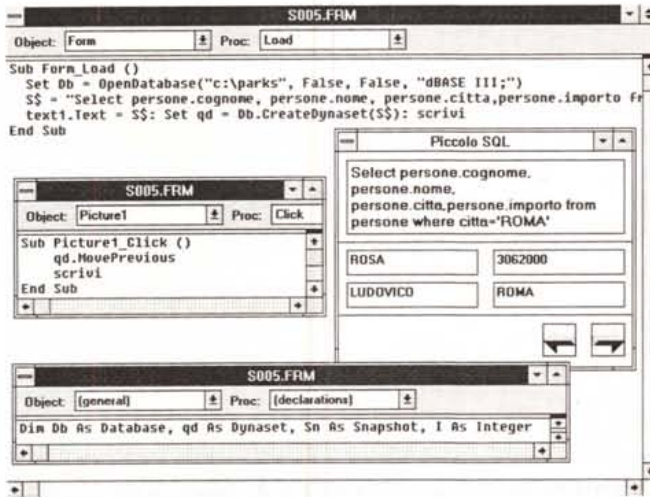 S005.FRM
Object: Form Proc: Load
Sub Form_Load ()
Set Db = OpenDatabase("c:\parks", False, False, "dBASE III;")
S$ = "Select persone.cognome, persone.nome, persone.citta,persone.importo fr
text1.Text = S$: Set qd = Db.CreateDynaset(S$): scrivi
End Sub
Piccolo SQL
Select persone.cognome,
persone.nome,
persone.citta,persone.importo from
persone where citta='ROMA'
ROSA 3062000
LUDOVICO ROMA
S005.FRM
Object: Picture1 Proc: Click
Sub Picture1_Click ()
qd.MovePrevious
scrivi
End Sub
S005.FRM
Object: (general) Proc: (declarations)
Dim Db As Database, qd As Dynaset, Sn As Snapshot, I As Integer